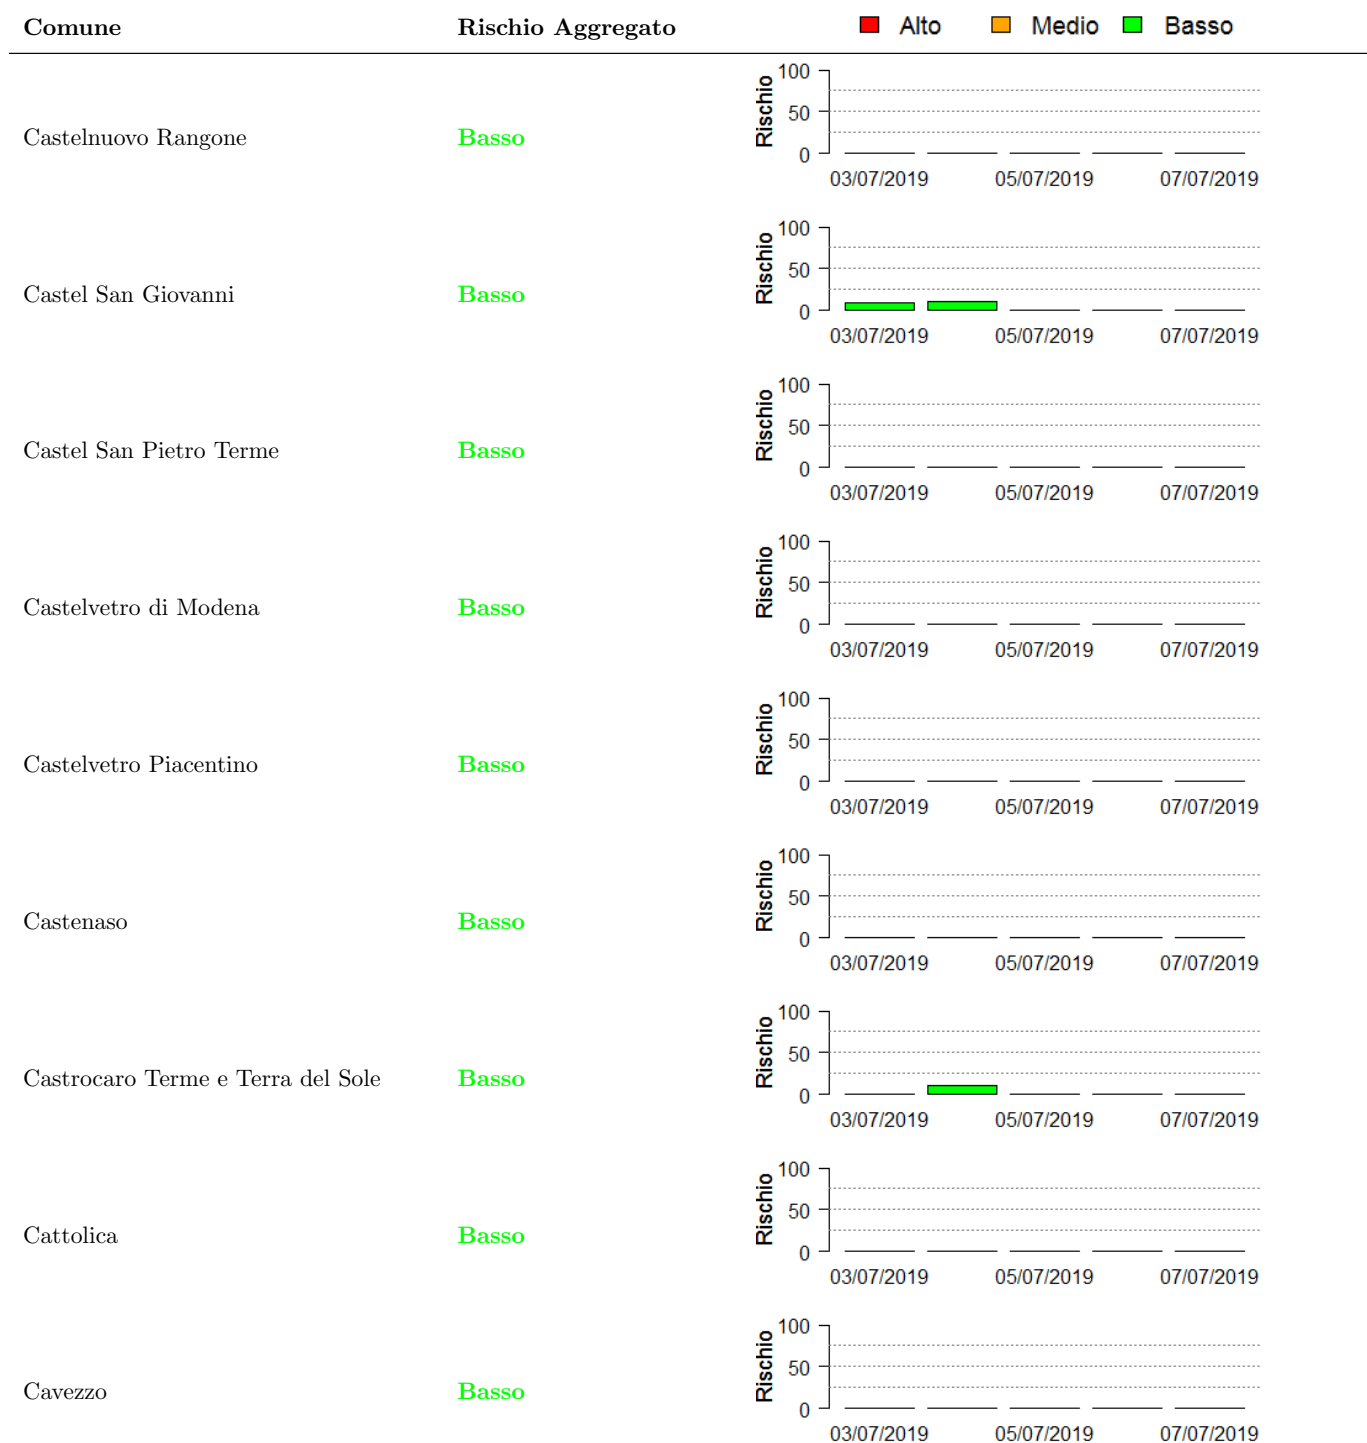 Comune Rischio Aggregato Alto Medio Basso
100
50
0
Rischio
Castelnuovo Rangone Basso
03/07/2019 05/07/2019 07/07/2019
100
50
0
Rischio
Castel San Giovanni Basso
03/07/2019 05/07/2019 07/07/2019
100
50
0
Rischio
Castel San Pietro Terme Basso
03/07/2019 05/07/2019 07/07/2019
100
50
0
Rischio
Castelvetro di Modena Basso
03/07/2019 05/07/2019 07/07/2019
100
50
0
Rischio
Castelvetro Piacentino Basso
03/07/2019 05/07/2019 07/07/2019
100
50
0
Rischio
Castenaso Basso
03/07/2019 05/07/2019 07/07/2019
100
50
0
Rischio
Castrocaro Terme e Terra del Sole Basso
03/07/2019 05/07/2019 07/07/2019
100
50
0
Rischio
Cattolica Basso
03/07/2019 05/07/2019 07/07/2019
100
50
0
Rischio
Cavezzo Basso
03/07/2019 05/07/2019 07/07/2019